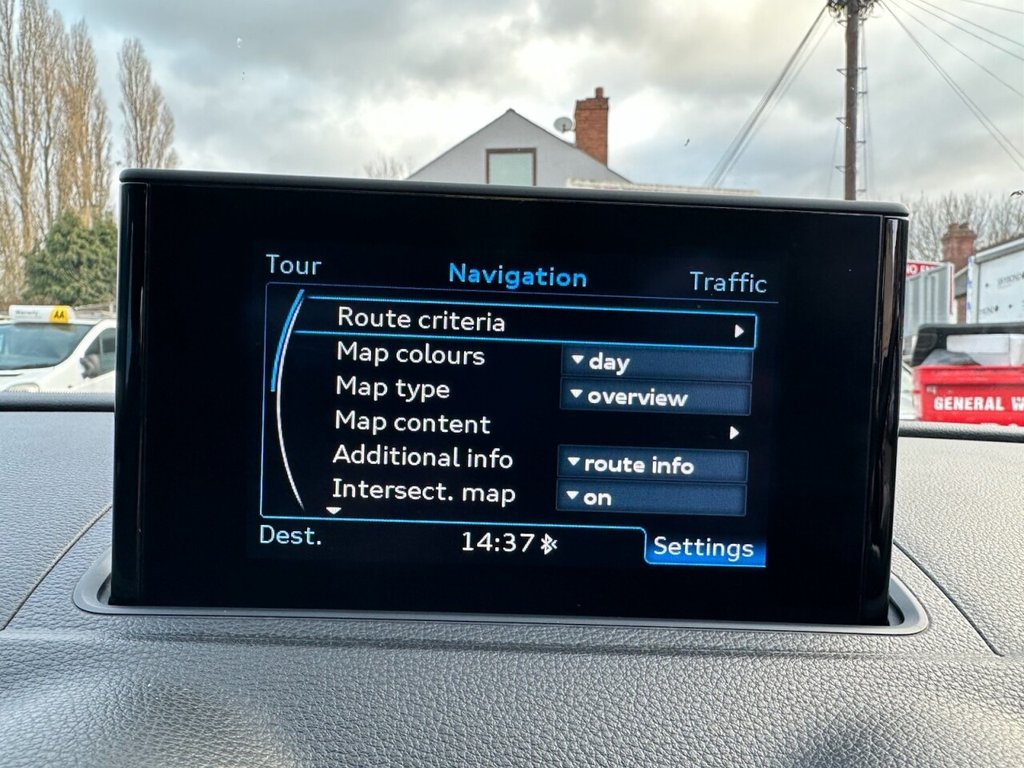 Tour Navigation Traffic
Route criteria
Map colours day
Map type overview
Map content
Additional info route info
Intersect. map on
Dest. 14:37 Settings
AA
GENERAL